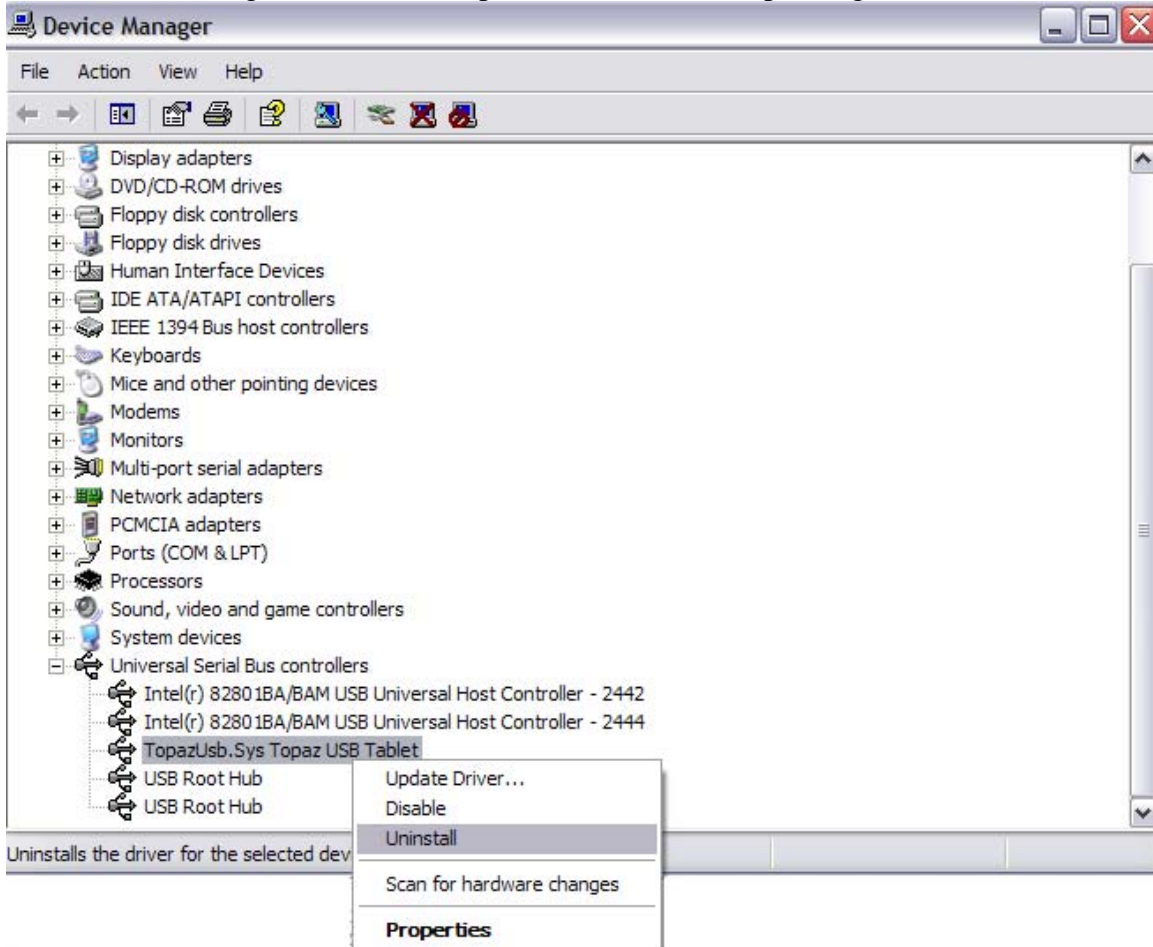 Device Manager
File Action View Help
Display adapters
DVD/CD-ROM drives
Floppy disk controllers
Floppy disk drives
Human Interface Devices
IDE ATA/ATAPI controllers
IEEE 1394 Bus host controllers
Keyboards
Mice and other pointing devices
Modems
Monitors
Multi-port serial adapters
Network adapters
PCMCIA adapters
Ports (COM & LPT)
Processors
Sound, video and game controllers
System devices
Universal Serial Bus controllers
Intel(r) 82801BA/BAM USB Universal Host Controller - 2442
Intel(r) 82801BA/BAM USB Universal Host Controller - 2444
TopazUsb.Sys Topaz USB Tablet
USB Root Hub
USB Root Hub
Update Driver...
Disable
Uninstall
Scan for hardware changes
Properties
Uninstalls the driver for the selected dev